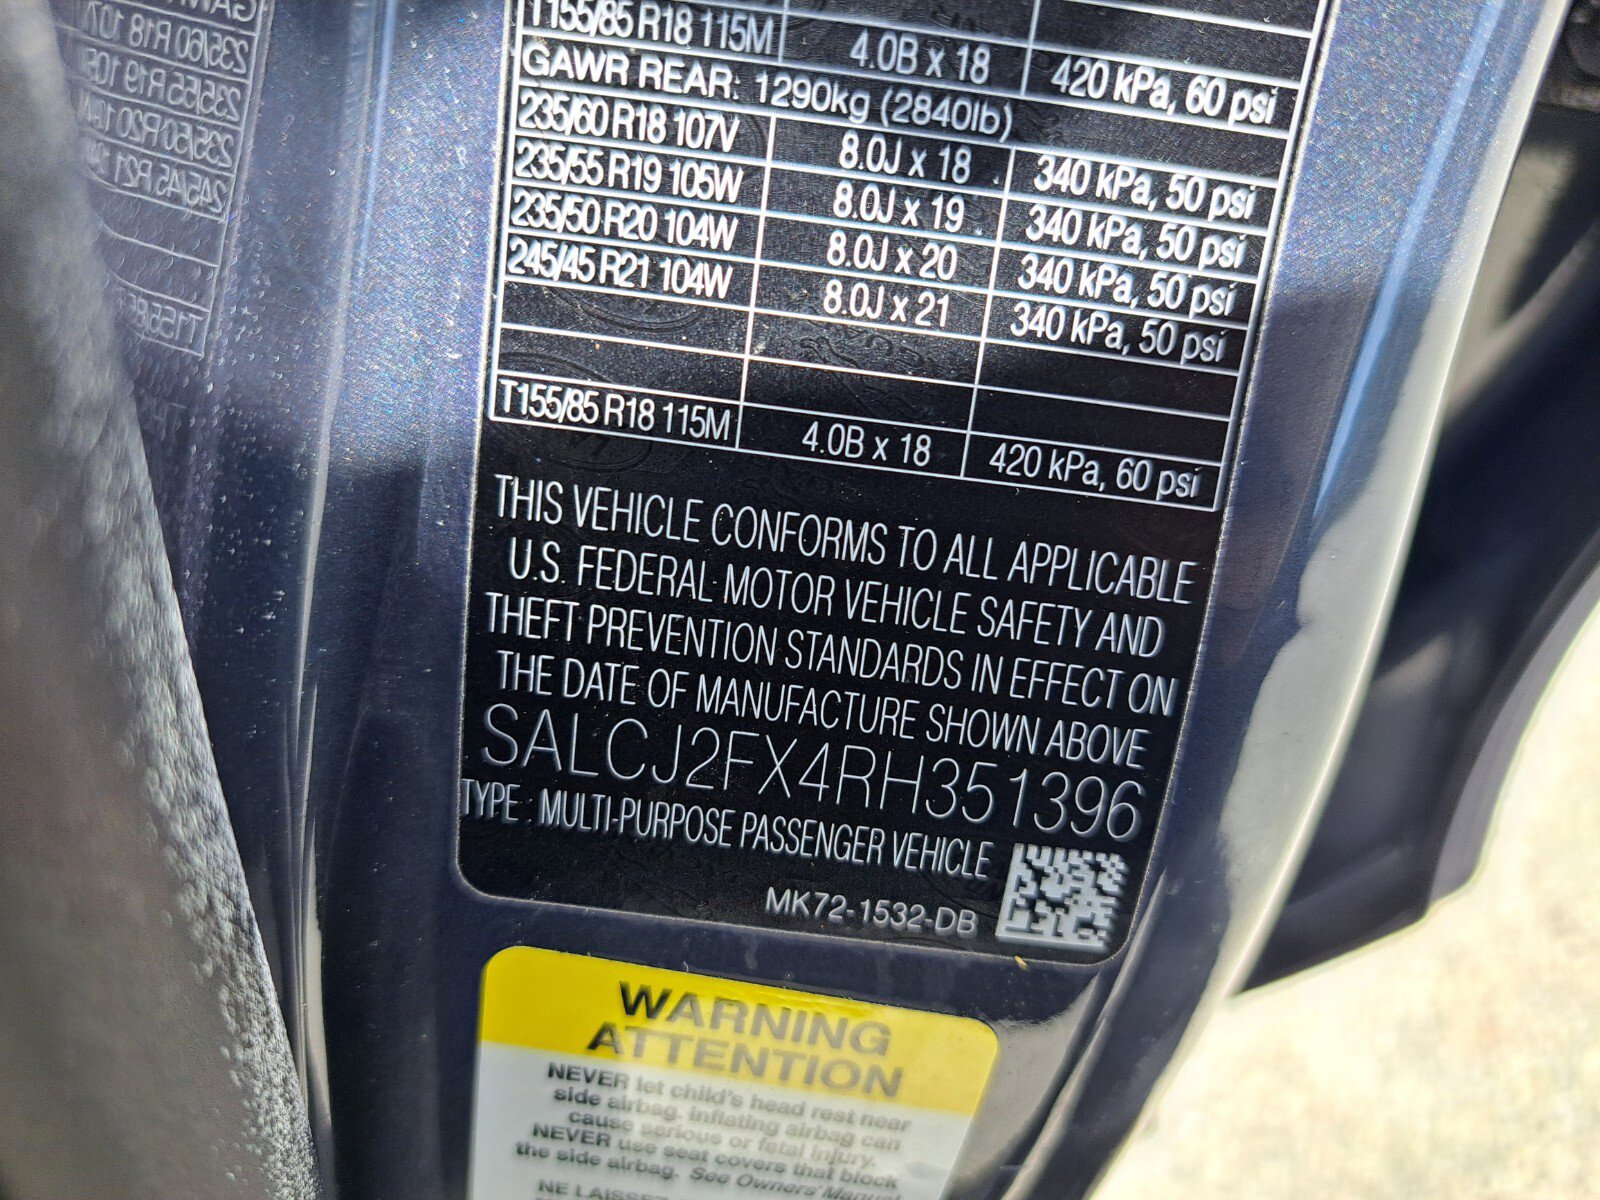 T155/85 R18 115M 4.0B x 18 420 kPa, 60 psi
GAWR REAR: 1290kg (2840lb)
235/60 R18 107V 8.0J x 18 340 kPa, 50 psi
235/55 R19 105W 8.0J x 19 340 kPa, 50 psi
235/50 R20 104W 8.0J x 20 340 kPa, 50 psi
245/45 R21 104W 8.0J x 21 340 kPa, 50 psi
T155/85 R18 115M 4.0B x 18 420 kPa, 60 psi
THIS VEHICLE CONFORMS TO ALL APPLICABLE
U.S. FEDERAL MOTOR VEHICLE SAFETY AND
THEFT PREVENTION STANDARDS IN EFFECT ON
THE DATE OF MANUFACTURE SHOWN ABOVE
SALCJ2FX4RH351396
TYPE : MULTI-PURPOSE PASSENGER VEHICLE
MK72-1532-DB
WARNING
ATTENTION
NEVER let child's head rest near
side airbag. Inflating airbag can
cause serious or fatal injury.
NEVER use seat covers that block
the side airbag. See Owners' Manual
NE LAISSEZ